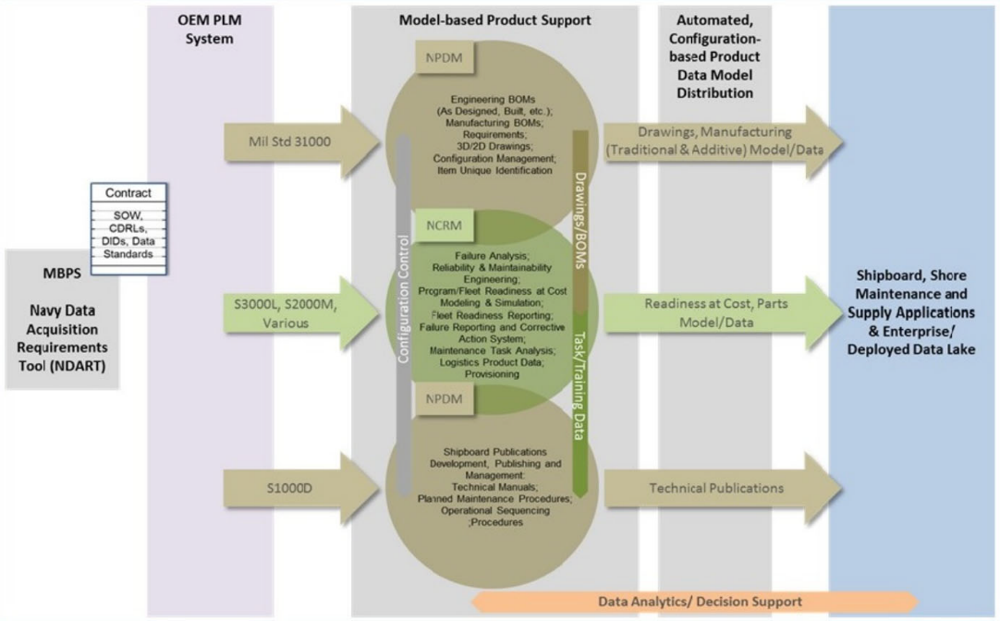 OEM PLM
System
Model-based Product Support
Automated,
Configuration-
based Product
Data Model
Distribution
NPDM
Engineering BOMs
(As Designed, Built, etc.);
Manufacturing BOMs;
Requirements;
3D/2D Drawings;
Configuration Management;
Item Unique Identification
Mil Std 31000
Drawings, Manufacturing
(Traditional & Additive) Model/Data
Contract
SOW,
CDRLs,
DIDs, Data
Standards
MBPS
Navy Data
Acquisition
Requirements
Tool (NDART)
NCRM
Failure Analysis;
Reliability & Maintainability
Engineering;
Program/Fleet Readiness at Cost
Modeling & Simulation;
Fleet Readiness Reporting;
Failure Reporting and Corrective
Action System;
Maintenance Task Analysis;
Logistics Product Data;
Provisioning
S3000L, S2000M,
Various
Configuration Control
Drawings/BOMs
Task/Training Data
Readiness at Cost, Parts
Model/Data
Shipboard, Shore
Maintenance and
Supply Applications
& Enterprise/
Deployed Data Lake
NPDM
Shipboard Publications
Development, Publishing and
Management:
Technical Manuals;
Planned Maintenance Procedures;
Operational Sequencing
;Procedures
S1000D
Technical Publications
Data Analytics/ Decision Support